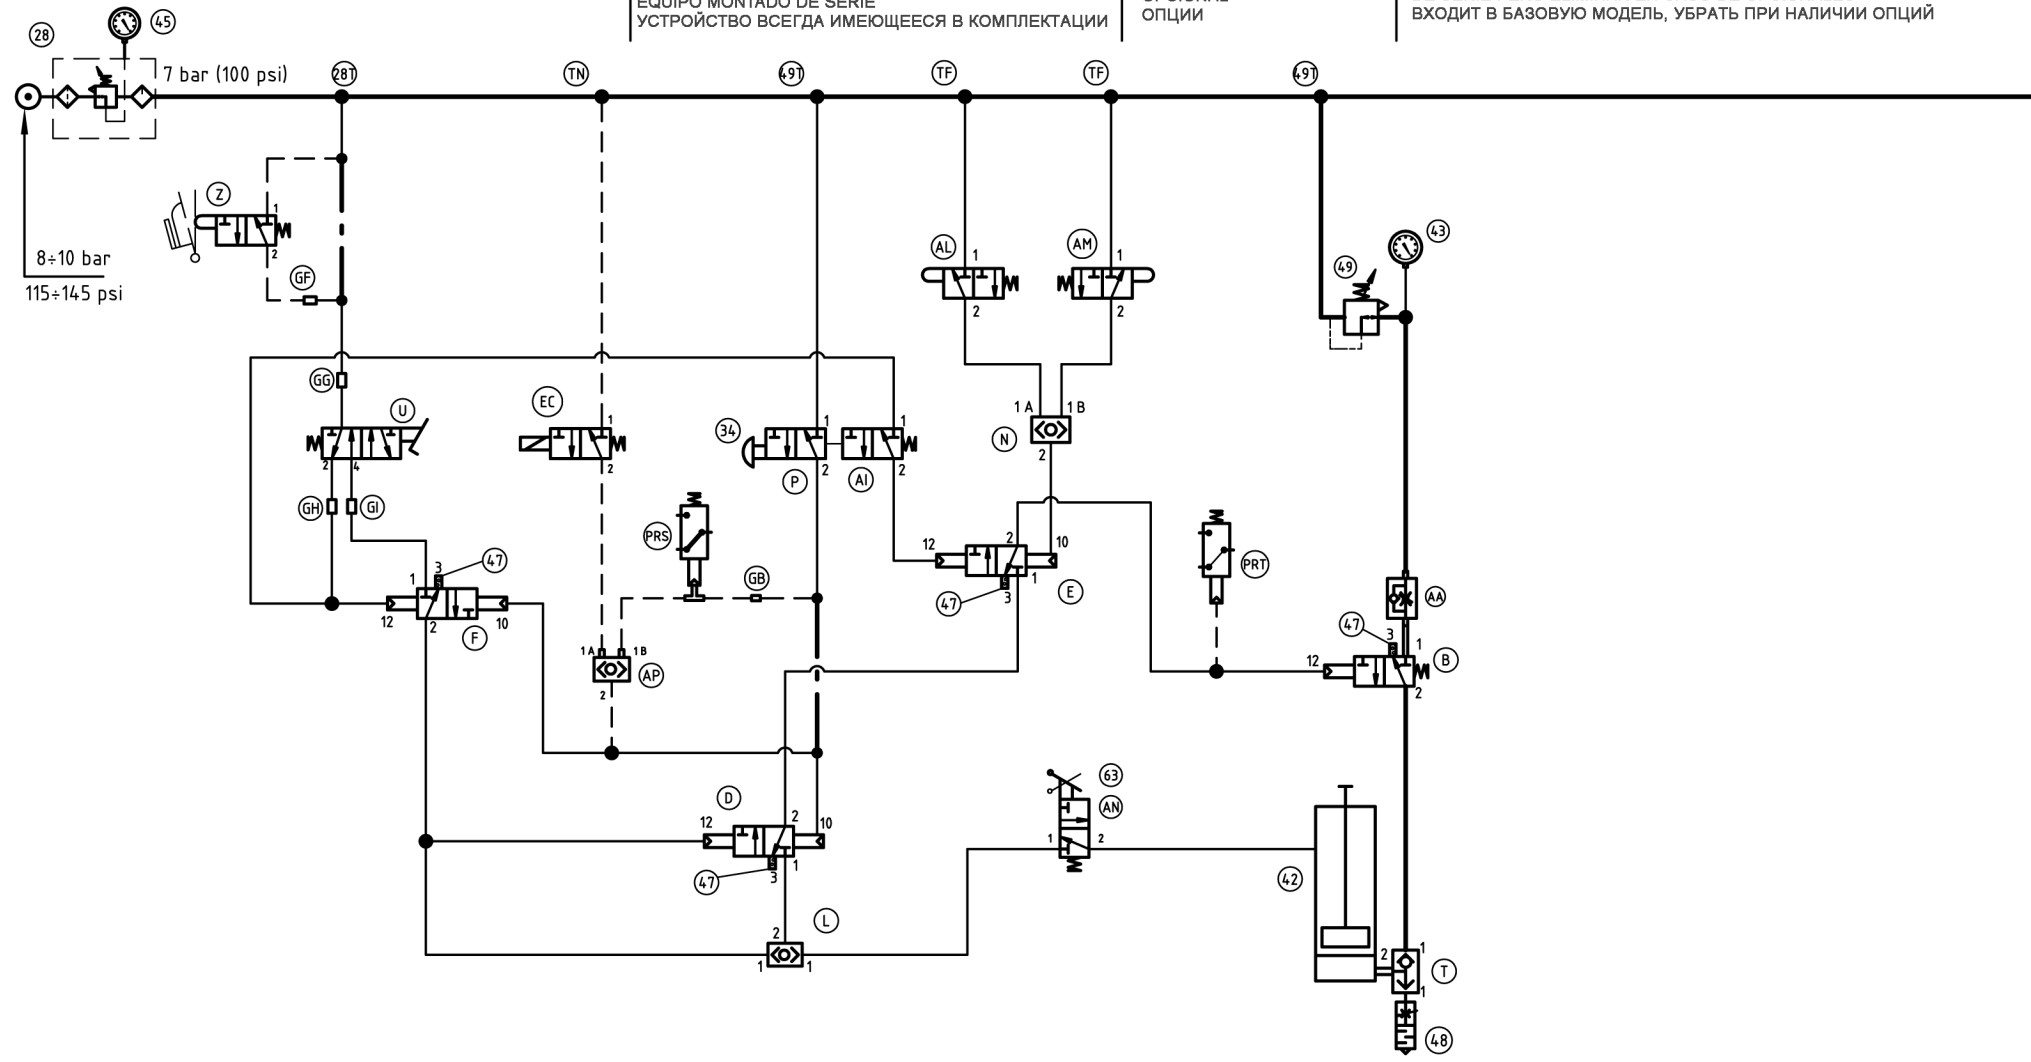 EQUIPO MONTADO DE SERIE
УСТРОЙСТВО ВСЕГДА ИМЕЮЩЕЕСЯ В КОМПЛЕКТАЦИИ
ОПЦИИ
ВХОДИТ В БАЗОВУЮ МОДЕЛЬ, УБРАТЬ ПРИ НАЛИЧИИ ОПЦИЙ
28
45
7 bar (100 psi)
28T
TN
49T
TF
TF
49T
8÷10 bar
115÷145 psi
Z
1
2
GF
AL
1
2
AM
1
2
43
49
GG
U
2
4
EC
1
2
34
1
2
P
1
2
AI
1 A
1 B
N
2
GH
GI
PRS
GB
12
2
10
1
3
47
E
PRT
AA
1
3
47
12
2
10
F
1 A
1 B
2
AP
47
3
1
12
2
B
D
12
2
10
1
3
47
63
AN
1
2
42
L
2
1
1
2
1
1
T
48